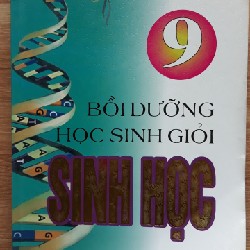 9
BỒI DƯỠNG
HỌC SINH GIỎI
SINH HỌC